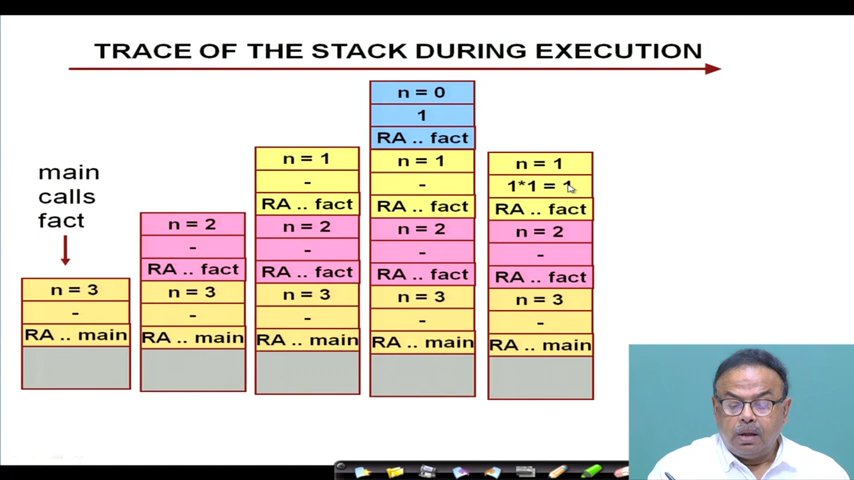 TRACE OF THE STACK DURING EXECUTION
main
calls
fact
n = 3
-
RA .. main
n = 2
-
RA .. fact
n = 3
-
RA .. main
n = 1
-
RA .. fact
n = 2
-
RA .. fact
n = 3
-
RA .. main
n = 0
1
RA .. fact
n = 1
-
RA .. fact
n = 2
-
RA .. fact
n = 3
-
RA .. main
n = 1
1*1 = 1
RA .. fact
n = 2
-
RA .. fact
n = 3
-
RA .. main